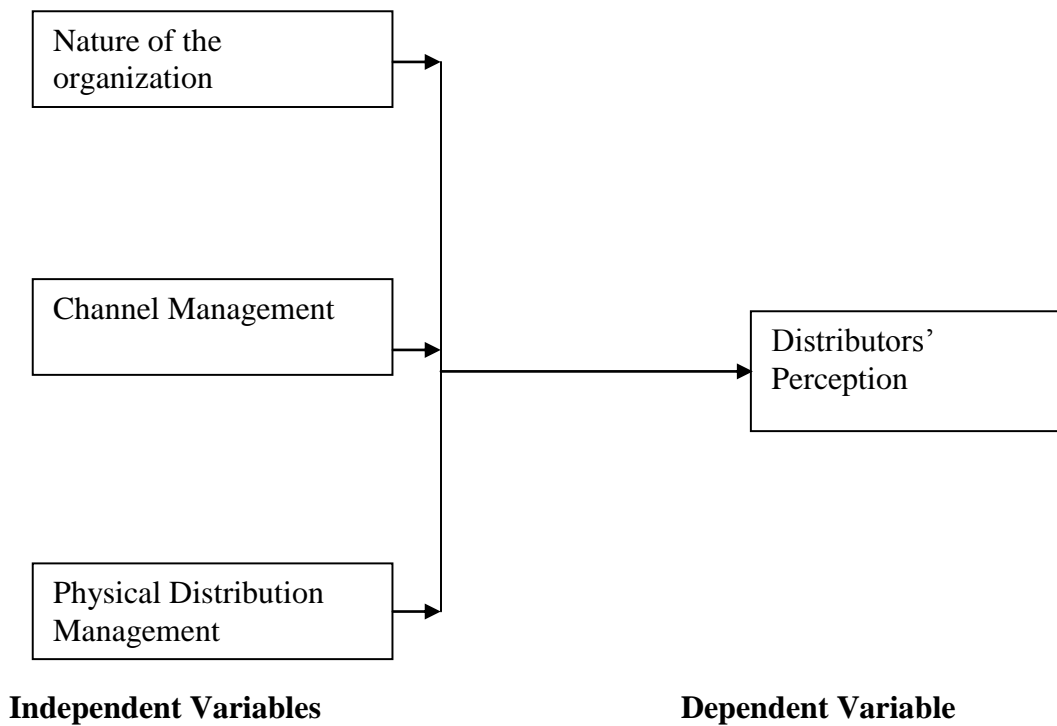 Nature of the
organization
Channel Management
Distributors’
Perception
Physical Distribution
Management
Independent Variables
Dependent Variable